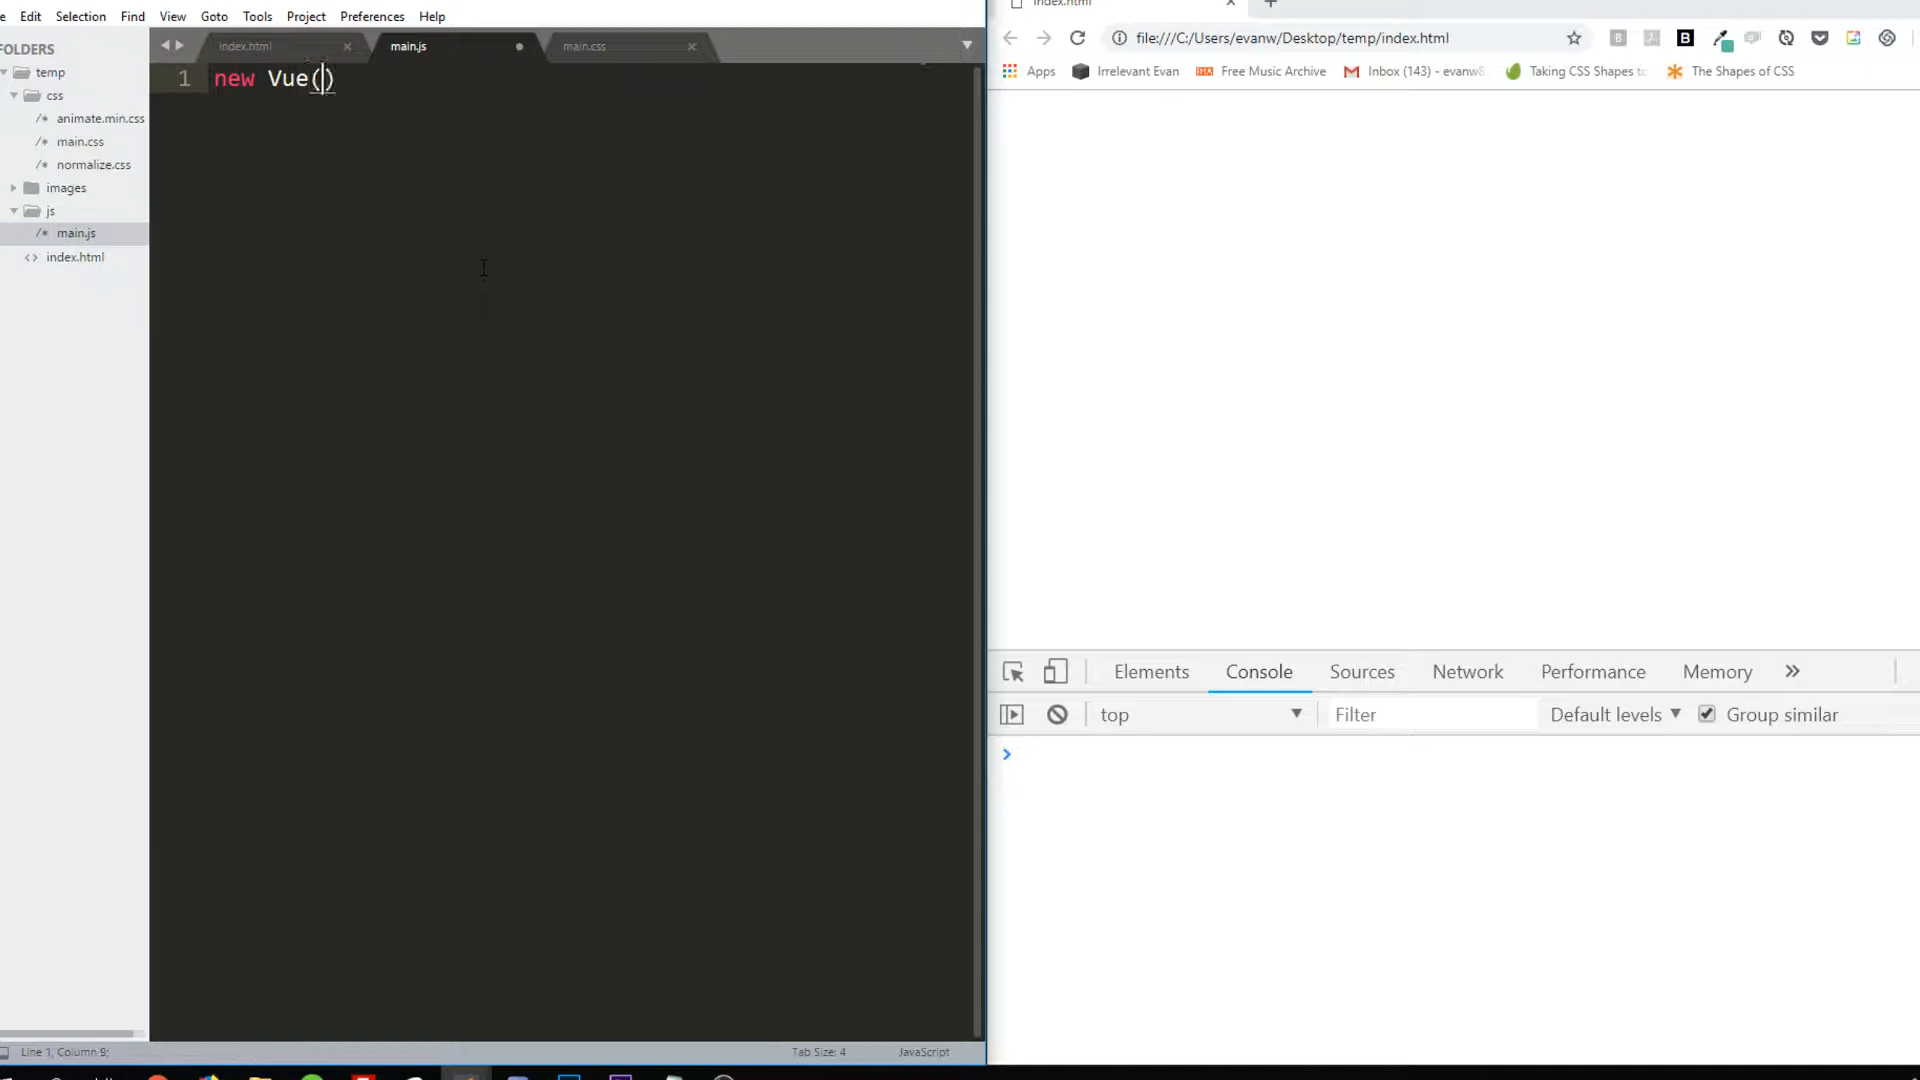 e Edit Selection Find View Goto Tools Project Preferences Help
FOLDERS
temp
css
/* animate.min.css
/* main.css
/* normalize.css
images
js
/* main.js
<> index.html
index.html × main.js main.css ×
1 new Vue()
Line 1, Column 9; Tab Size: 4 JavaScript
index.html × +
file:///C:/Users/evanw/Desktop/temp/index.html
Apps Irrelevant Evan Free Music Archive Inbox (143) - evanw8 Taking CSS Shapes to The Shapes of CSS
Elements Console Sources Network Performance Memory »
top ▼ Filter Default levels ▼ Group similar
>